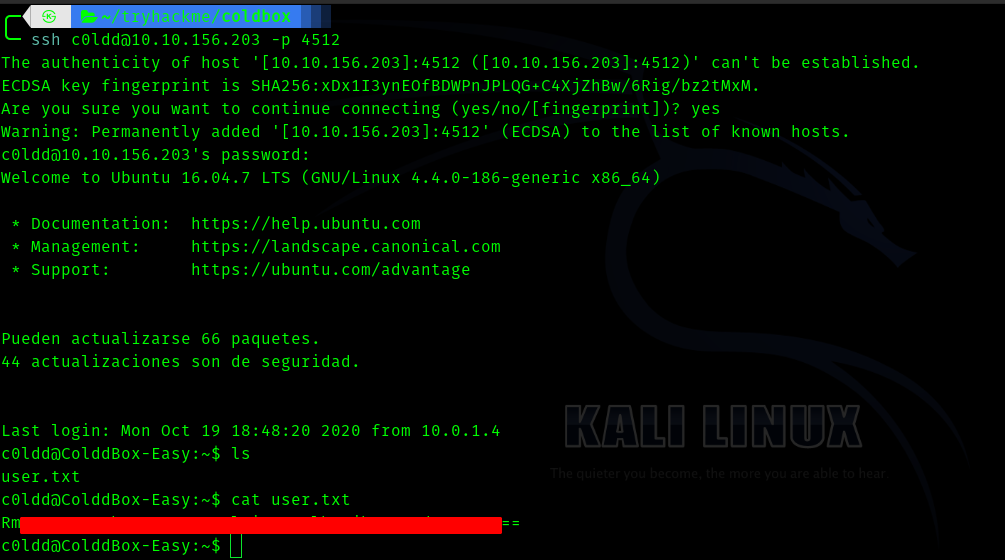 ~/tryhackme/coldbox
ssh c0ldd@10.10.156.203 -p 4512
The authenticity of host '[10.10.156.203]:4512 ([10.10.156.203]:4512)' can't be established.
ECDSA key fingerprint is SHA256:xDx1I3ynEOfBDWPnJPLQG+C4XjZhBw/6Rig/bz2tMxM.
Are you sure you want to continue connecting (yes/no/[fingerprint])? yes
Warning: Permanently added '[10.10.156.203]:4512' (ECDSA) to the list of known hosts.
c0ldd@10.10.156.203's password:
Welcome to Ubuntu 16.04.7 LTS (GNU/Linux 4.4.0-186-generic x86_64)
* Documentation:  https://help.ubuntu.com
* Management:     https://landscape.canonical.com
* Support:        https://ubuntu.com/advantage
Pueden actualizarse 66 paquetes.
44 actualizaciones son de seguridad.
Last login: Mon Oct 19 18:48:20 2020 from 10.0.1.4
KALI LINUX
c0ldd@ColddBox-Easy:~$ ls
The quieter you become, the more you are able to hear.
user.txt
c0ldd@ColddBox-Easy:~$ cat user.txt
Rm ==
c0ldd@ColddBox-Easy:~$